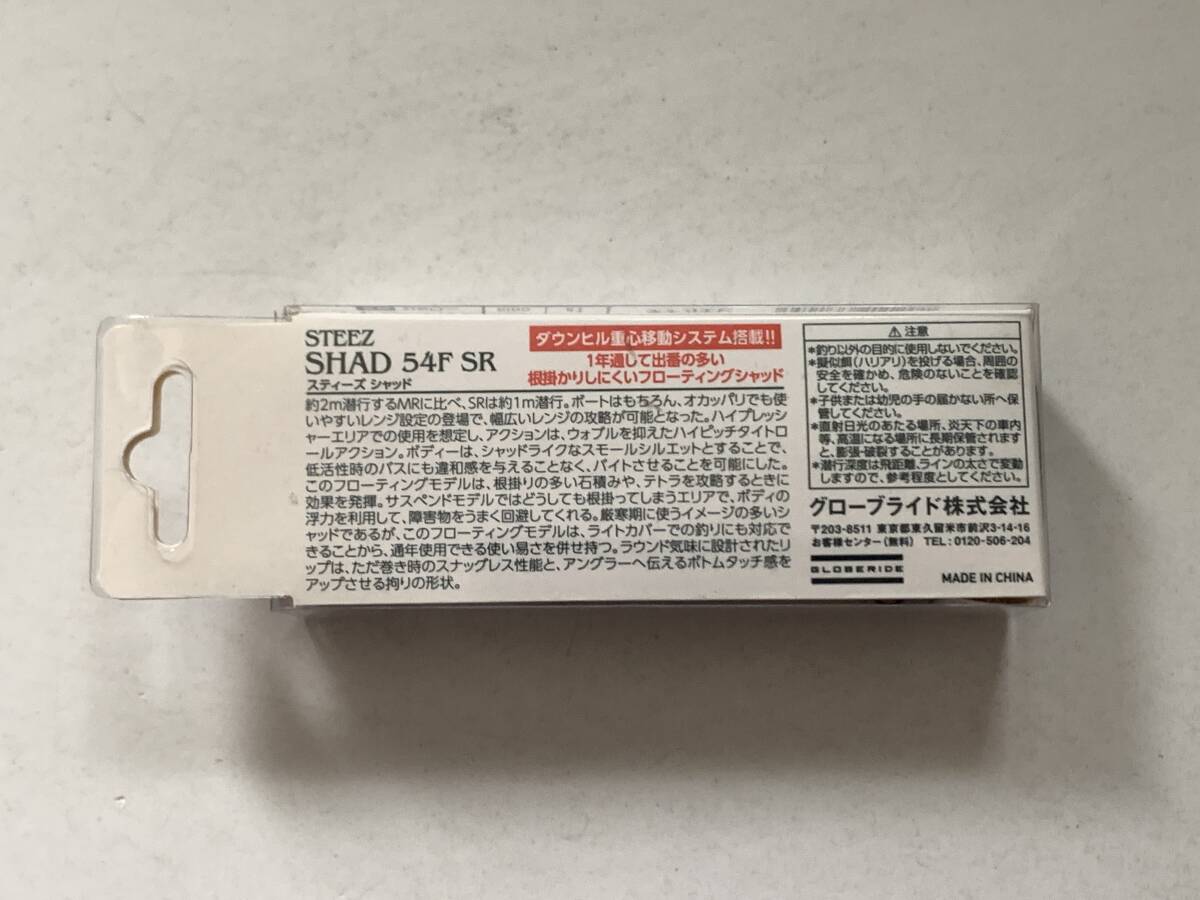 STEEZ
SHAD 54F SR
スティーズ シャッド
ダウンヒル重心移動システム搭載!!
1年通して出番の多い
根掛かりしにくいフローティングシャッド
約2m潜行するMRに比べ、SRは約1m潜行。ボートはもちろん、オカッパリでも使
いやすいレンジ設定の登場で、幅広いレンジの攻略が可能となった。ハイプレッシ
ャーエリアでの使用を想定し、アクションは、ウォブルを抑えたハイピッチタイトロ
ールアクション。ボディーは、シャッドライクなスモールシルエットとすることで、
低活性時のバスにも違和感を与えることなく、バイトさせることを可能にした。
このフローティングモデルは、根掛りの多い石積みや、テトラを攻略するときに
効果を発揮。サスペンドモデルではどうしても根掛ってしまうエリアで、ボディの
浮力を利用して、障害物をうまく回避してくれる。厳寒期に使うイメージの多いシ
ャッドであるが、このフローティングモデルは、ライトカバーでの釣りにも対応で
きることから、通年使用できる使い易さを併せ持つ。ラウンド気味に設計されたリ
ップは、ただ巻き時のスナッグレス性能と、アングラーへ伝えるボトムタッチ感を
アップさせる拘りの形状。
⚠注意
*釣り以外の目的に使用しないでください。
*擬似餌(ハリアリ)を投げる場合、周囲の
安全を確かめ、危険のないことを確認
してください。
*子供または幼児の手の届かない所へ保
管してください。
*直射日光のあたる場所、炎天下の車内
等、高温になる場所に長期保管されます
と、膨張・破裂することがあります。
*潜行深度は飛距離、ラインの太さで変動
しますので、参考程度としてください。
グローブライド株式会社
〒203-8511 東京都東久留米市前沢3-14-16
お客様センター(無料) TEL:0120-506-204
GLOBERIDE
MADE IN CHINA